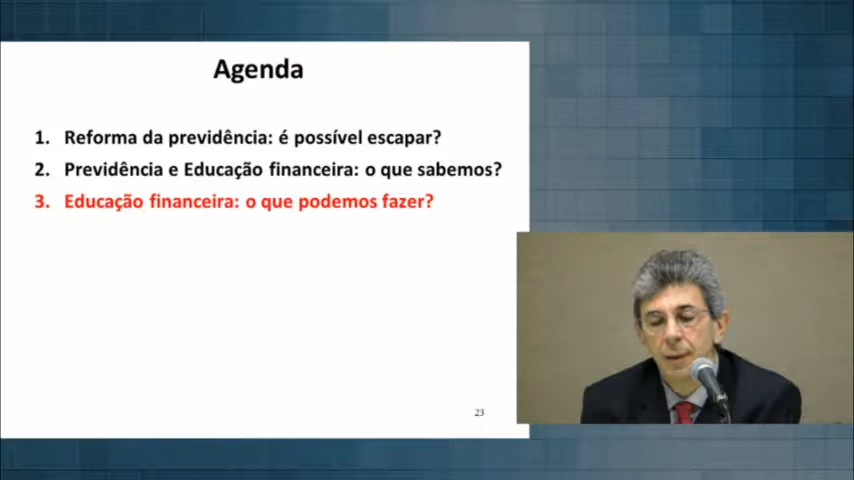 Agenda
1. Reforma da previdência: é possível escapar?
2. Previdência e Educação financeira: o que sabemos?
3. Educação financeira: o que podemos fazer?
23